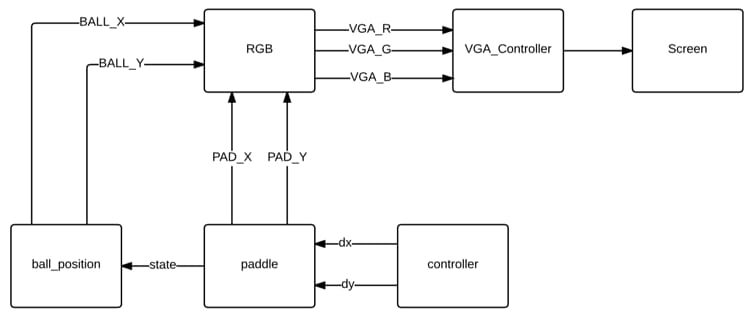 BALL_X
RGB
VGA_R
VGA_G
VGA_B
VGA_Controller
Screen
BALL_Y
PAD_X
PAD_Y
ball_position
state
paddle
dx
dy
controller